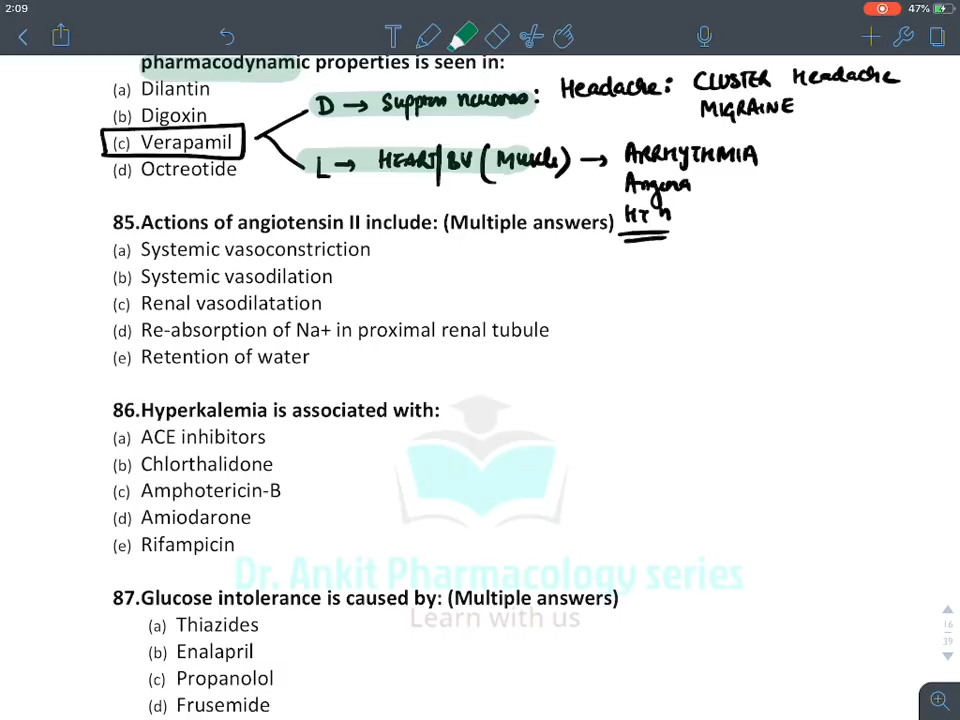 2:09
47%
pharmacodynamic properties is seen in:
(a) Dilantin
(b) Digoxin
(c) Verapamil
(d) Octreotide
D → Suppress neurons : Headache: CLUSTER Headache
MIGRAINE
L → HEART/BV (Muscle) → ARRHYTHMIA
Angina
HTN
85.Actions of angiotensin II include: (Multiple answers)
(a) Systemic vasoconstriction
(b) Systemic vasodilation
(c) Renal vasodilatation
(d) Re-absorption of Na+ in proximal renal tubule
(e) Retention of water
86.Hyperkalemia is associated with:
(a) ACE inhibitors
(b) Chlorthalidone
(c) Amphotericin-B
(d) Amiodarone
(e) Rifampicin
Dr. Ankit Pharmacology series
Learn with us
87.Glucose intolerance is caused by: (Multiple answers)
(a) Thiazides
(b) Enalapril
(c) Propanolol
(d) Frusemide
16
39